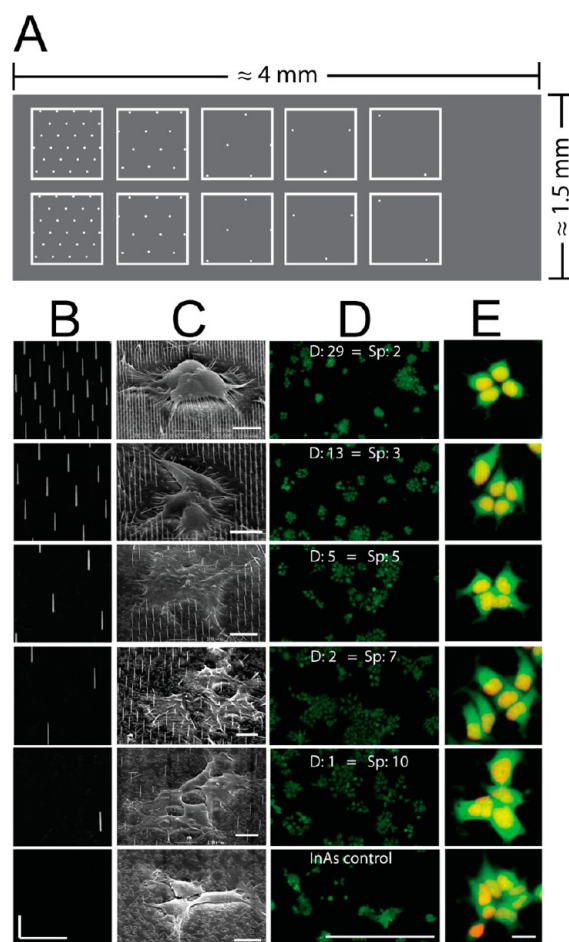 A
≈ 4 mm
≈ 1.5 mm
B
C
D
E
D: 29 = Sp: 2
D: 13 = Sp: 3
D: 5 = Sp: 5
D: 2 = Sp: 7
D: 1 = Sp: 10
InAs control